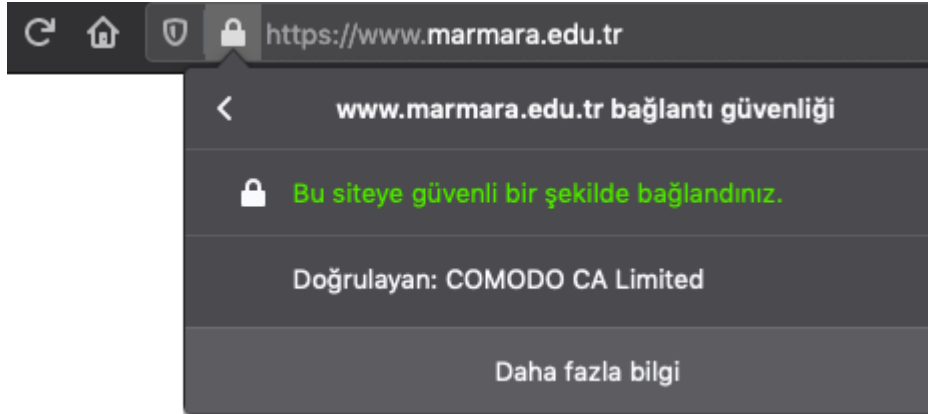 https://www.marmara.edu.tr
www.marmara.edu.tr bağlantı güvenliği
Bu siteye güvenli bir şekilde bağlandınız.
Doğrulayan: COMODO CA Limited
Daha fazla bilgi